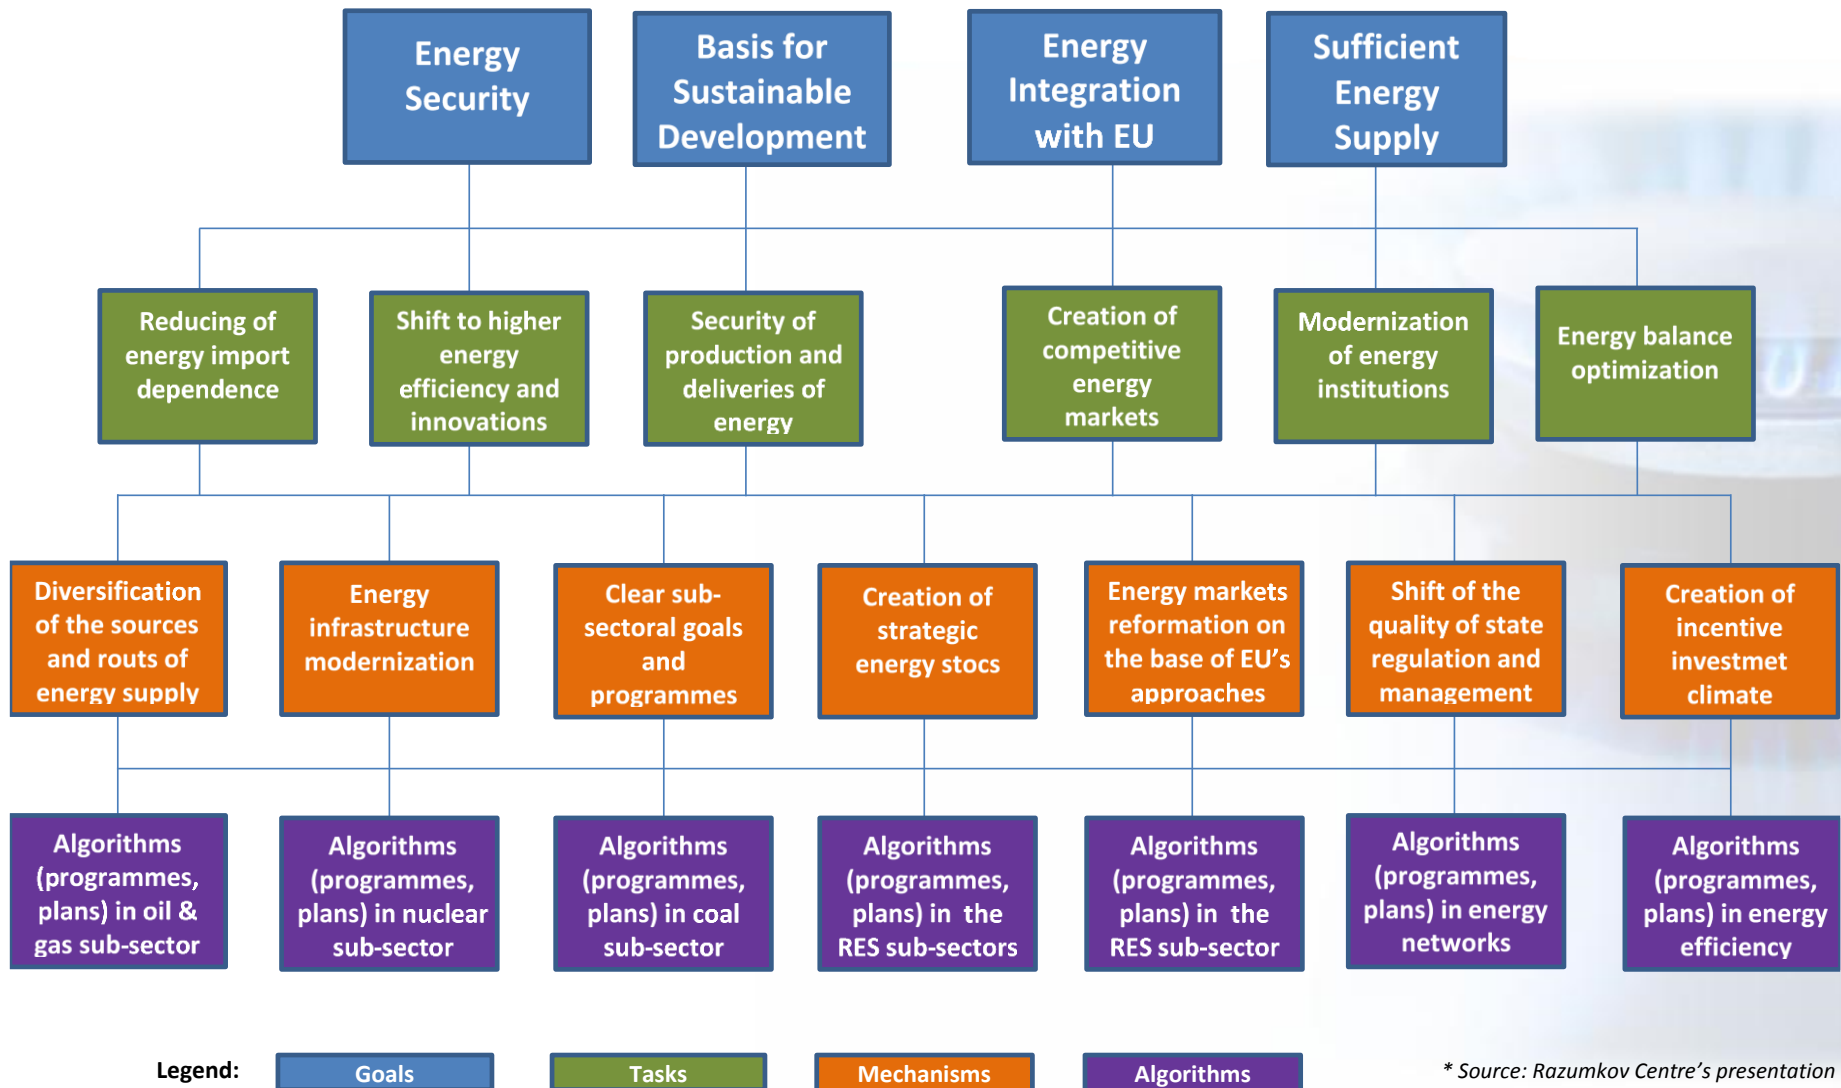 Energy
Security
Basis for
Sustainable
Development
Energy
Integration
with EU
Sufficient
Energy
Supply
Reducing of
energy import
dependence
Shift to higher
energy
efficiency and
innovations
Security of
production and
deliveries of
energy
Creation of
competitive
energy
markets
Modernization
of energy
institutions
Energy balance
optimization
Diversification
of the sources
and routs of
energy supply
Energy
infrastructure
modernization
Clear sub-
sectoral goals
and
programmes
Creation of
strategic
energy stocs
Energy markets
reformation on
the base of EU's
approaches
Shift of the
quality of state
regulation and
management
Creation of
incentive
investmet
climate
Algorithms
(programmes,
plans) in oil &
gas sub-sector
Algorithms
(programmes,
plans) in nuclear
sub-sector
Algorithms
(programmes,
plans) in coal
sub-sector
Algorithms
(programmes,
plans) in the
RES sub-sectors
Algorithms
(programmes,
plans) in the
RES sub-sector
Algorithms
(programmes,
plans) in energy
networks
Algorithms
(programmes,
plans) in energy
efficiency
Legend:
Goals
Tasks
Mechanisms
Algorithms
* Source: Razumkov Centre's presentation